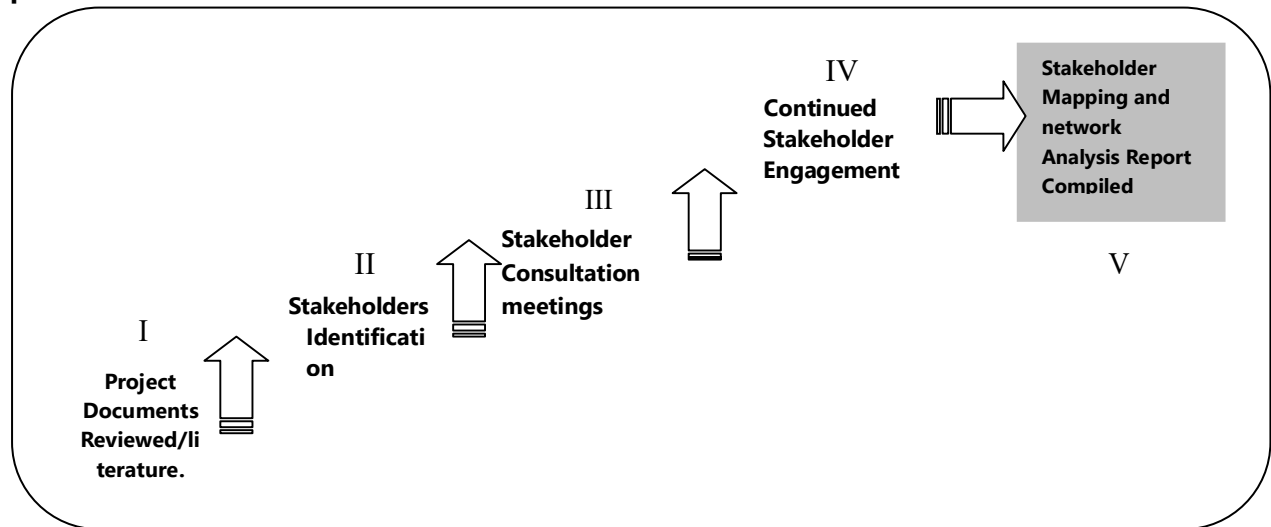 I
Project
Documents
Reviewed/li
terature.
II
Stakeholders
Identificati
on
III
Stakeholder
Consultation
meetings
IV
Continued
Stakeholder
Engagement
Stakeholder
Mapping and
network
Analysis Report
Compiled
V